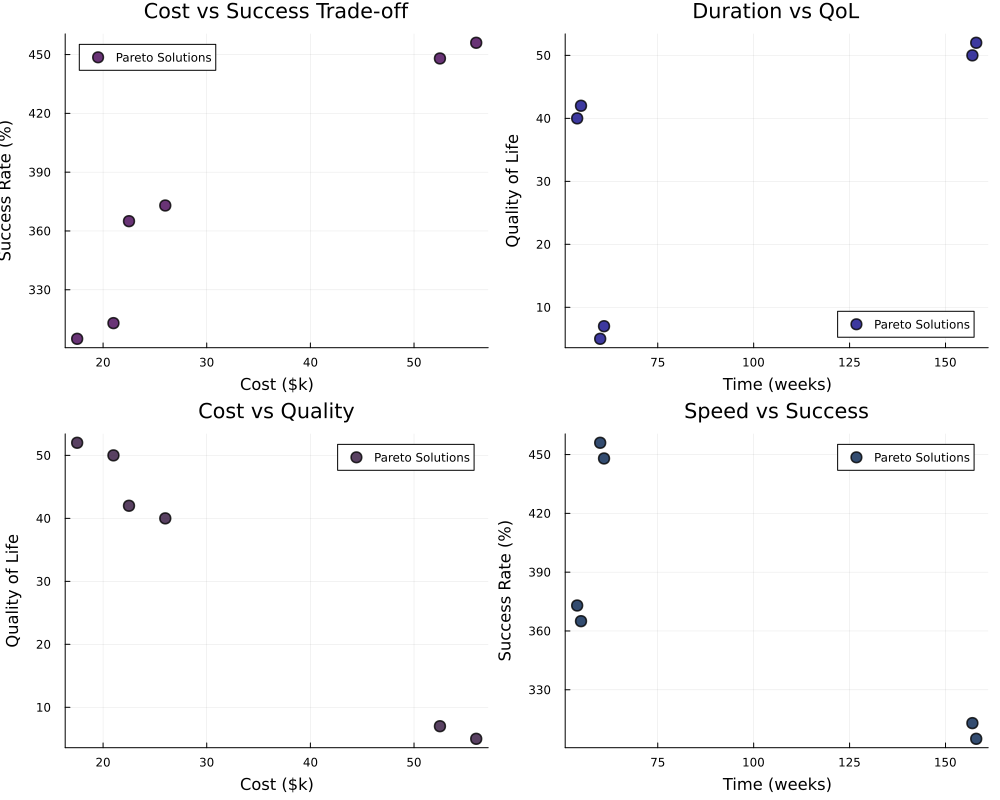 Cost vs Success Trade-off
Success Rate (%)
450
420
390
360
330
Pareto Solutions
20 30 40 50
Cost ($k)
Duration vs QoL
Quality of Life
50
40
30
20
10
Pareto Solutions
75 100 125 150
Time (weeks)
Cost vs Quality
Quality of Life
50
40
30
20
10
Pareto Solutions
20 30 40 50
Cost ($k)
Speed vs Success
Success Rate (%)
450
420
390
360
330
Pareto Solutions
75 100 125 150
Time (weeks)